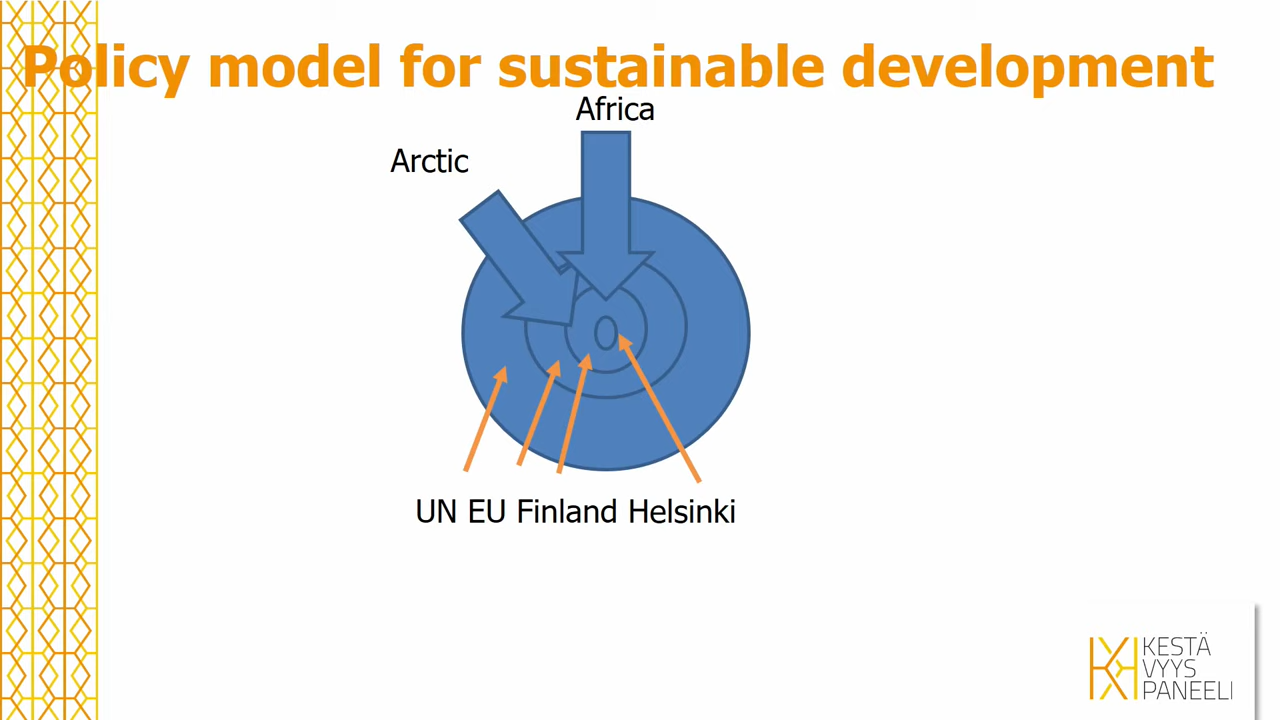 Policy model for sustainable development
Africa
Arctic
UN EU Finland Helsinki
KESTÄ
VYYS
PANEELI